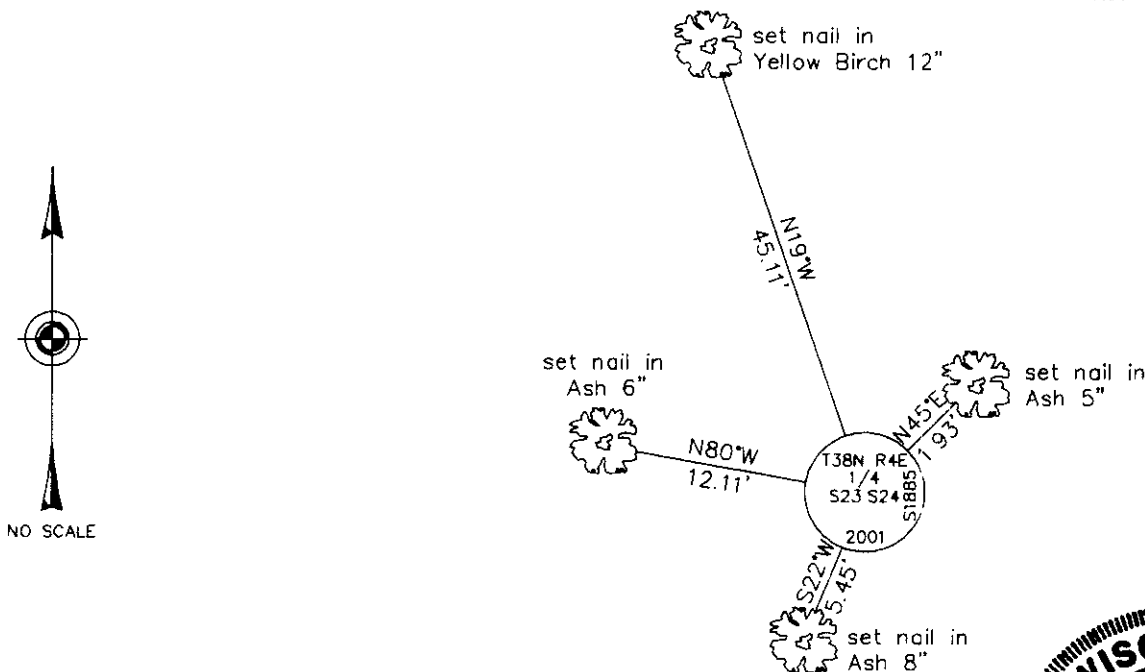 set nail in
Yellow Birch 12"
N19°W
45.11'
set nail in
Ash 6"
set nail in
Ash 5"
N45°E
1.93'
N80°W
12.11'
T38N R4E
1/4
S23 S24
S1885
2001
NO SCALE
S22°W
5.45'
set nail in
Ash 8"
WISC